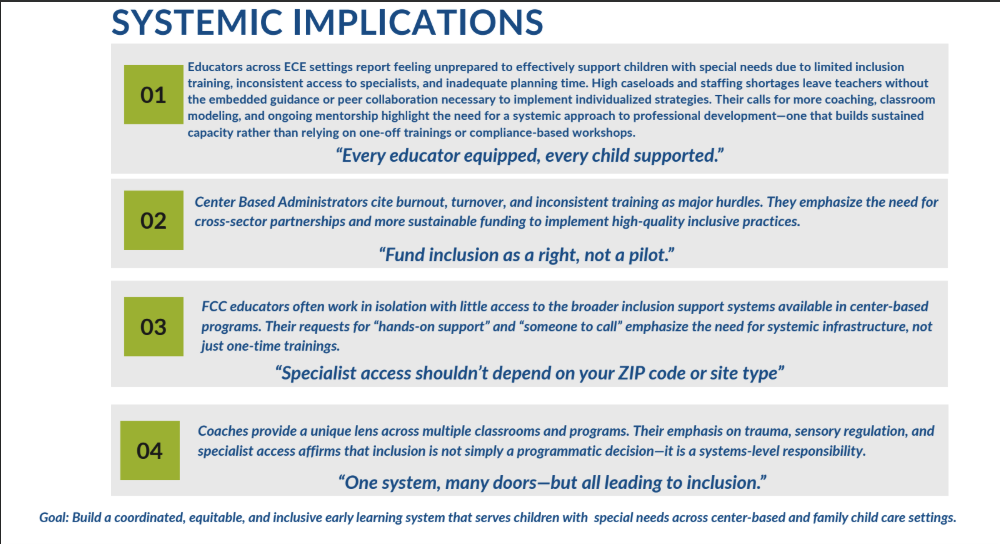 SYSTEMIC IMPLICATIONS
01
Educators across ECE settings report feeling unprepared to effectively support children with special needs due to limited inclusion
training, inconsistent access to specialists, and inadequate planning time. High caseloads and staffing shortages leave teachers without
the embedded guidance or peer collaboration necessary to implement individualized strategies. Their calls for more coaching, classroom
modeling, and ongoing mentorship highlight the need for a systemic approach to professional development—one that builds sustained
capacity rather than relying on one-off trainings or compliance-based workshops.
“Every educator equipped, every child supported.”
02
Center Based Administrators cite burnout, turnover, and inconsistent training as major hurdles. They emphasize the need for
cross-sector partnerships and more sustainable funding to implement high-quality inclusive practices.
“Fund inclusion as a right, not a pilot.”
03
FCC educators often work in isolation with little access to the broader inclusion support systems available in center-based
programs. Their requests for “hands-on support” and “someone to call” emphasize the need for systemic infrastructure, not
just one-time trainings.
“Specialist access shouldn’t depend on your ZIP code or site type”
04
Coaches provide a unique lens across multiple classrooms and programs. Their emphasis on trauma, sensory regulation, and
specialist access affirms that inclusion is not simply a programmatic decision—it is a systems-level responsibility.
“One system, many doors—but all leading to inclusion.”
Goal: Build a coordinated, equitable, and inclusive early learning system that serves children with special needs across center-based and family child care settings.